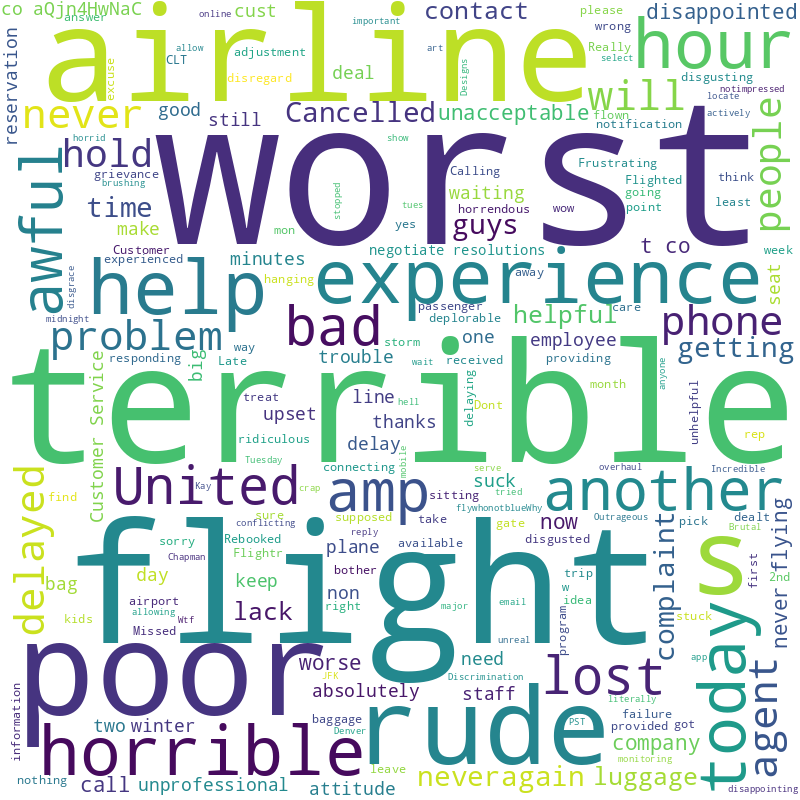 co aQjn4HwNaC
answer
online
cust
contact
important
please
disappointed
airline
hour
wrong
allow
CLT
adjustment
disregard
excuse
deal
art
Designs
Really
select
disgusting
notimpressed
locate
actively
reservation
never
good
still
Cancelled
unacceptable
will
flown
notification
people
worst
horrid
show
hold
grievance
brushing
Calling
Frustrating
Flighted
going
point
think
least
awful
time
make
stopped
tues
waiting
horrendous
wow
guys
mon
yes
Customer
experienced
minutes
negotiate resolutions
t co
week
disgrace
midnight
help
hanging
experience
away
seat
problem
bad
passenger
deplorable
helpful
care
phone
responding
way
storm
one
employee
getting
big
Late
trouble
wait
received
providing
terrible
Customer Service
treat
line
hell
delaying
month
anyone
unhelpful
upset
thanks
Dont
ridiculous
delay
rep
Tuesday
connecting
mobile
serve
overhaul
Incredible
delayed
find
United
Kay
crap
amp
sitting
suck
tried
another
sure
supposed
take
flywhonotblueWhy
Outrageous
pick
dealt
Brutal
conflicting
reply
gate
now
disgusted
sorry
Rebooked
Chapman
Flightr
plane
available
flight
complaint
s
first
never flying
bag
day
keep
bother
non
trip
w
idea
2nd
kids
airport
allowing
Missed
Wtf
lack
right
major
email
program
stuck
app
poor
worse
unreal
need
JFK
absolutely
staff
Discrimination
lost
literally
today
agent
information
two
winter
baggage
Denver
rude
PST
failure
provided
got
horrible
company
monitoring
nothing
call
unprofessional
leave
attitude
neveragain
luggage
disappointing